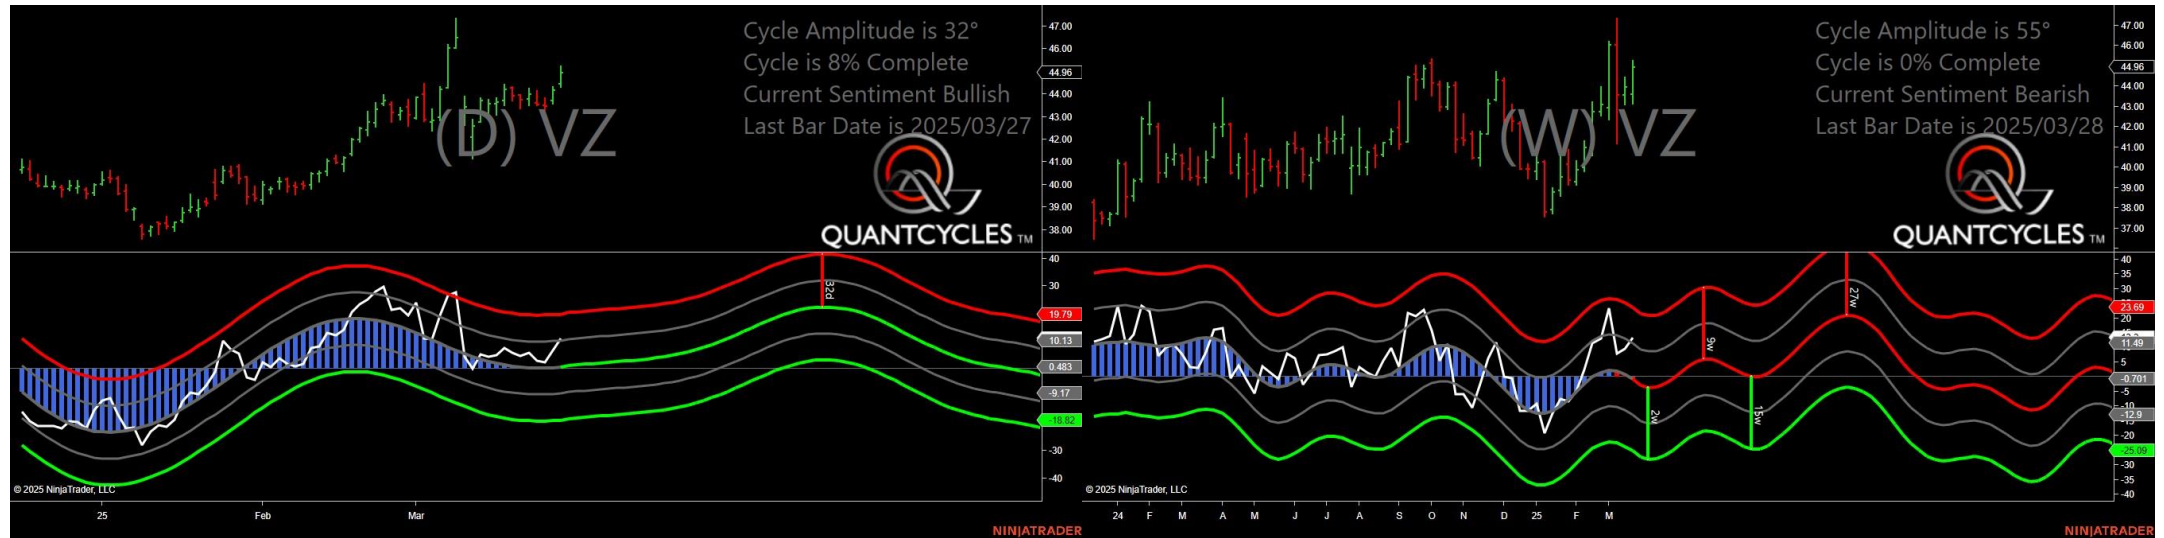 Cycle Amplitude is 32°
Cycle is 8% Complete
Current Sentiment Bullish
Last Bar Date is 2025/03/27
(D) VZ
QUANTCYCLES TM
47.00
46.00
44.96
44.00
43.00
42.00
41.00
40.00
39.00
38.00
40
30
19.79
10.13
0.483
-9.17
-18.82
-30
-40
32d
© 2025 NinjaTrader, LLC
25 Feb Mar
NINJATRADER
Cycle Amplitude is 55°
Cycle is 0% Complete
Current Sentiment Bearish
Last Bar Date is 2025/03/28
(W) VZ
QUANTCYCLES TM
47.00
46.00
44.96
44.00
43.00
42.00
41.00
40.00
39.00
38.00
37.00
40
35
30
23.69
20
11.49
5
-0.701
-5
-10
-12.9
-20
-25.09
-30
-35
-40
2w
9w
15w
27w
© 2025 NinjaTrader, LLC
24 F M A M J J A S O N D 25 F M
NINJATRADER